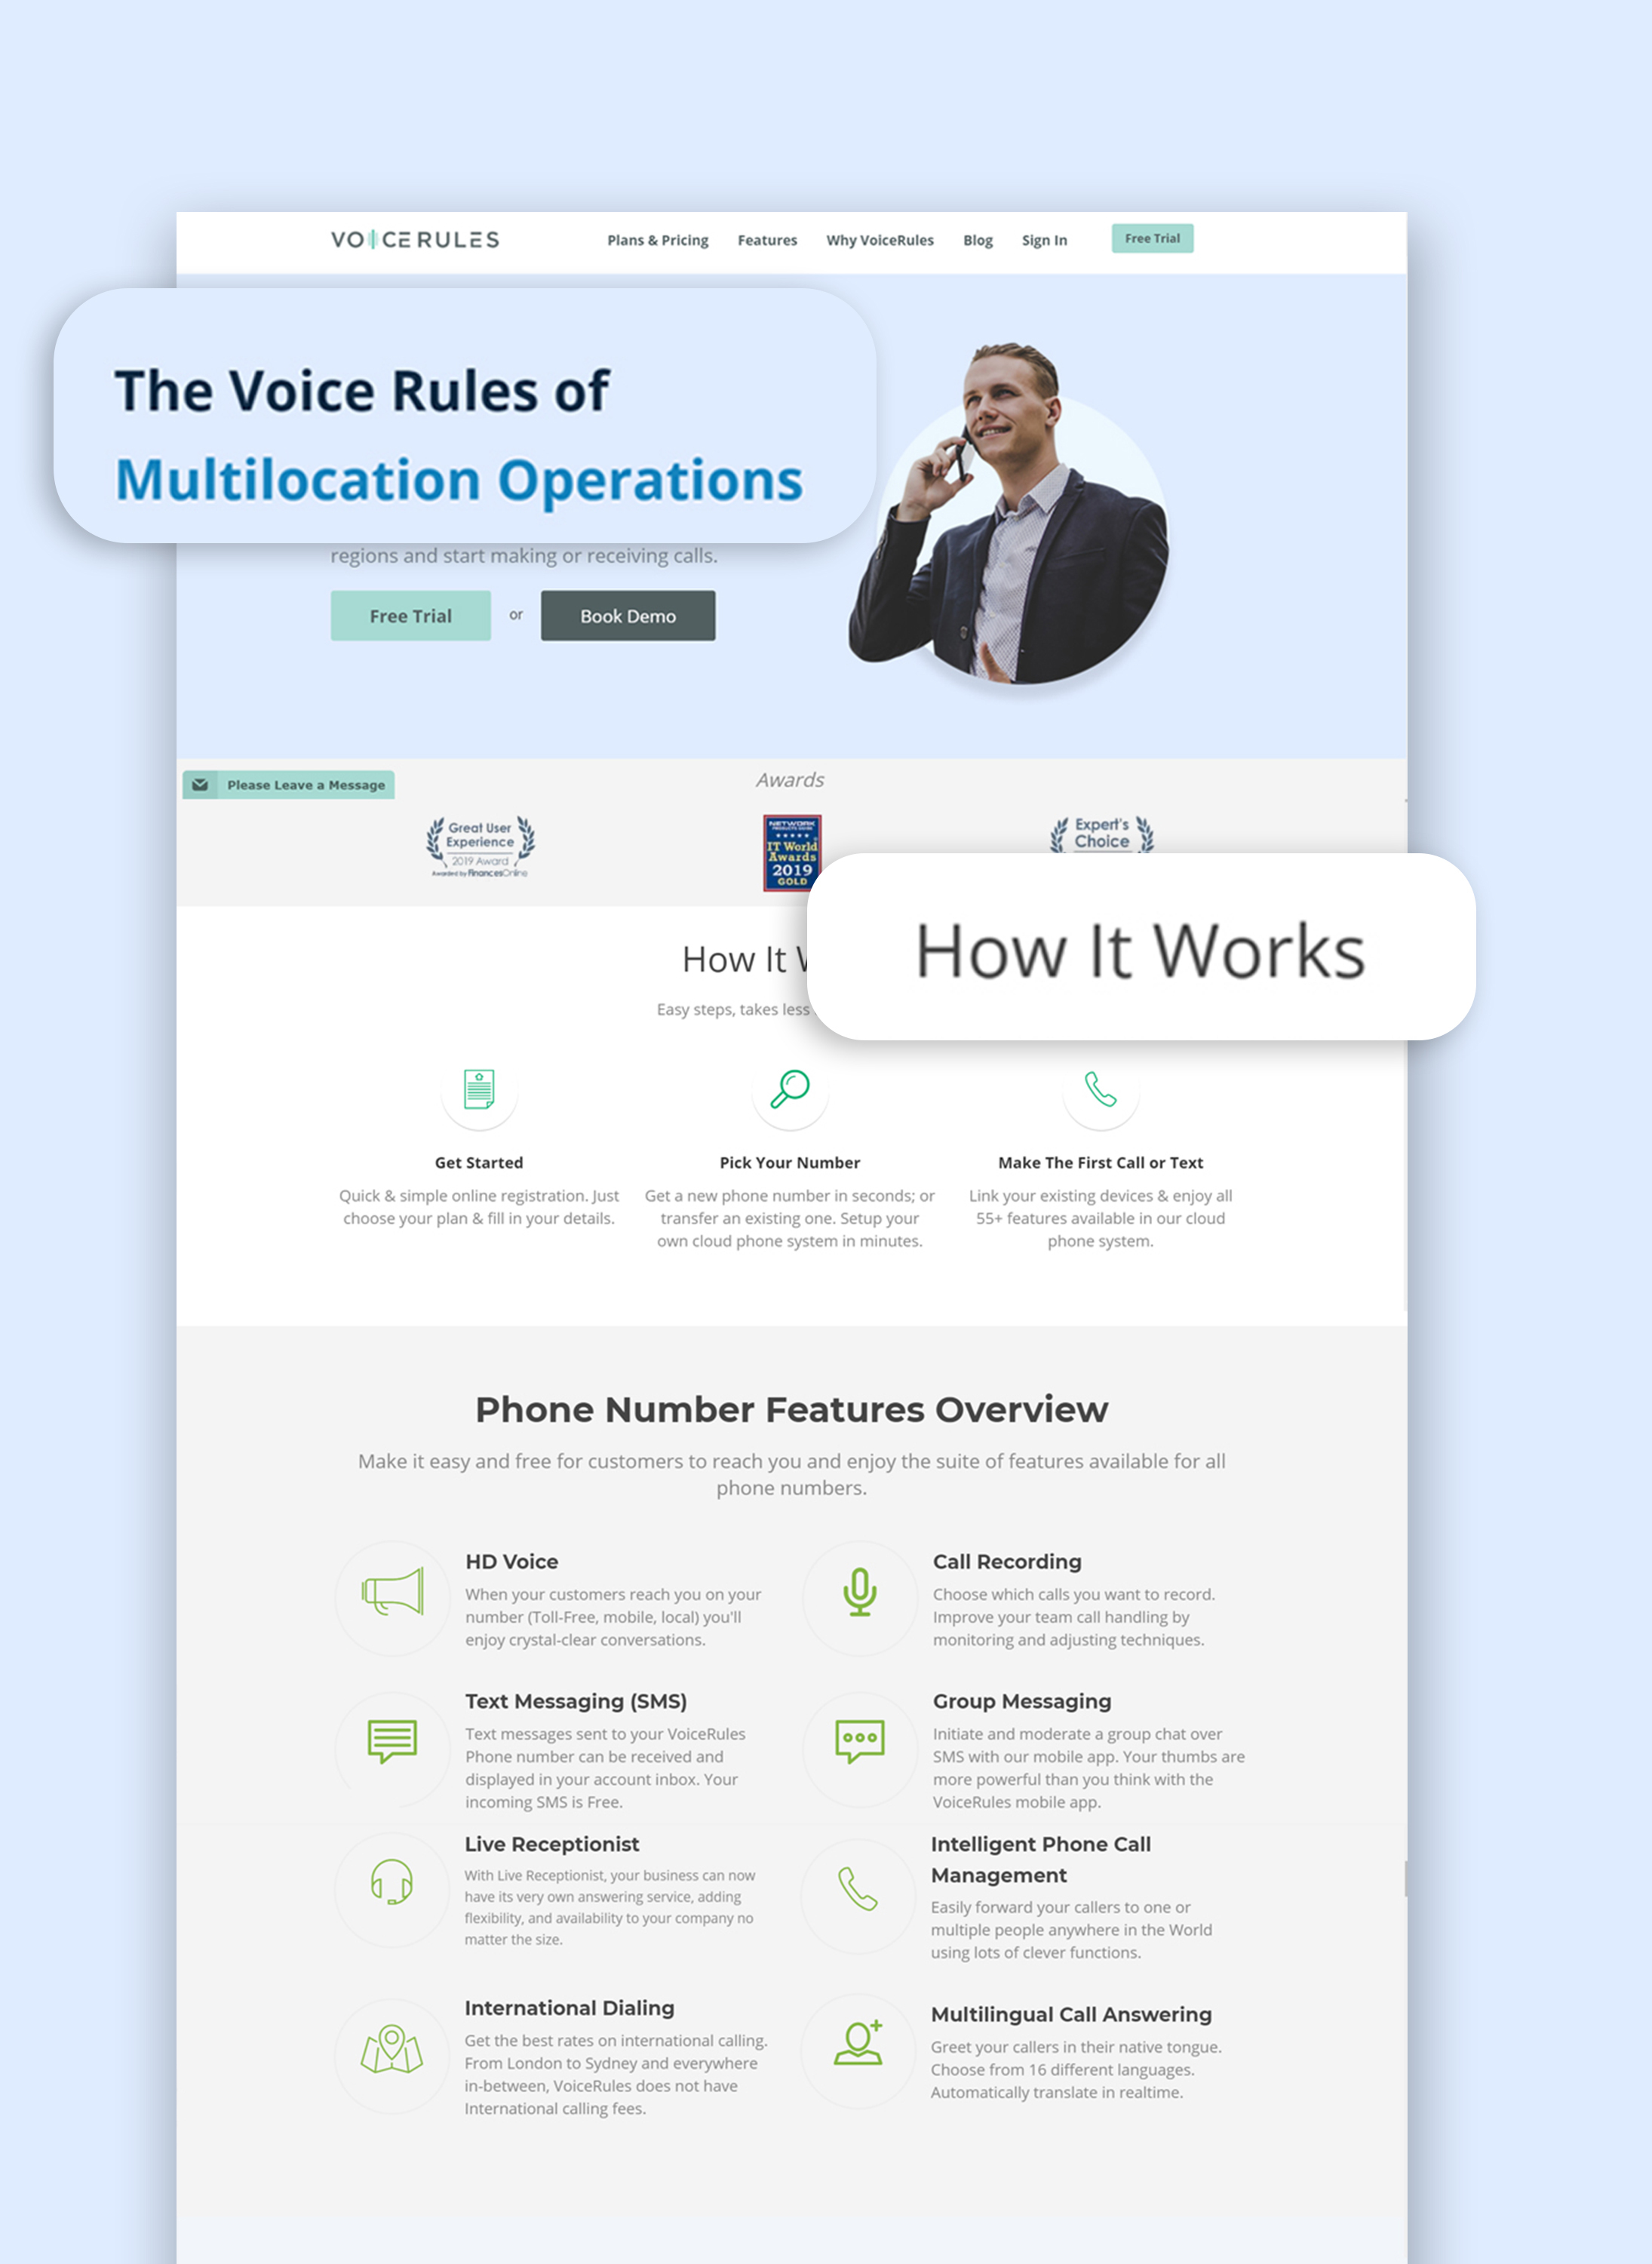 VOICERULES
Plans & Pricing Features Why VoiceRules Blog Sign In Free Trial
The Voice Rules of
Multilocation Operations
regions and start making or receiving calls.
Free Trial or Book Demo
Please Leave a Message
Awards
Great User
Experience
2019 Award
Awarded by FinancesOnline
NETWORK
PRODUCTS GUIDE
IT World
Awards
2019
GOLD
Expert's
Choice
How It
How It Works
Easy steps, takes less
Get Started
Quick & simple online registration. Just
choose your plan & fill in your details.
Pick Your Number
Get a new phone number in seconds; or
transfer an existing one. Setup your
own cloud phone system in minutes.
Make The First Call or Text
Link your existing devices & enjoy all
55+ features available in our cloud
phone system.
Phone Number Features Overview
Make it easy and free for customers to reach you and enjoy the suite of features available for all
phone numbers.
HD Voice
When your customers reach you on your
number (Toll-Free, mobile, local) you'll
enjoy crystal-clear conversations.
Call Recording
Choose which calls you want to record.
Improve your team call handling by
monitoring and adjusting techniques.
Text Messaging (SMS)
Text messages sent to your VoiceRules
Phone number can be received and
displayed in your account inbox. Your
incoming SMS is Free.
Group Messaging
Initiate and moderate a group chat over
SMS with our mobile app. Your thumbs are
more powerful than you think with the
VoiceRules mobile app.
Live Receptionist
With Live Receptionist, your business can now
have its very own answering service, adding
flexibility, and availability to your company no
matter the size.
Intelligent Phone Call
Management
Easily forward your callers to one or
multiple people anywhere in the World
using lots of clever functions.
International Dialing
Get the best rates on international calling.
From London to Sydney and everywhere
in-between, VoiceRules does not have
International calling fees.
Multilingual Call Answering
Greet your callers in their native tongue.
Choose from 16 different languages.
Automatically translate in realtime.